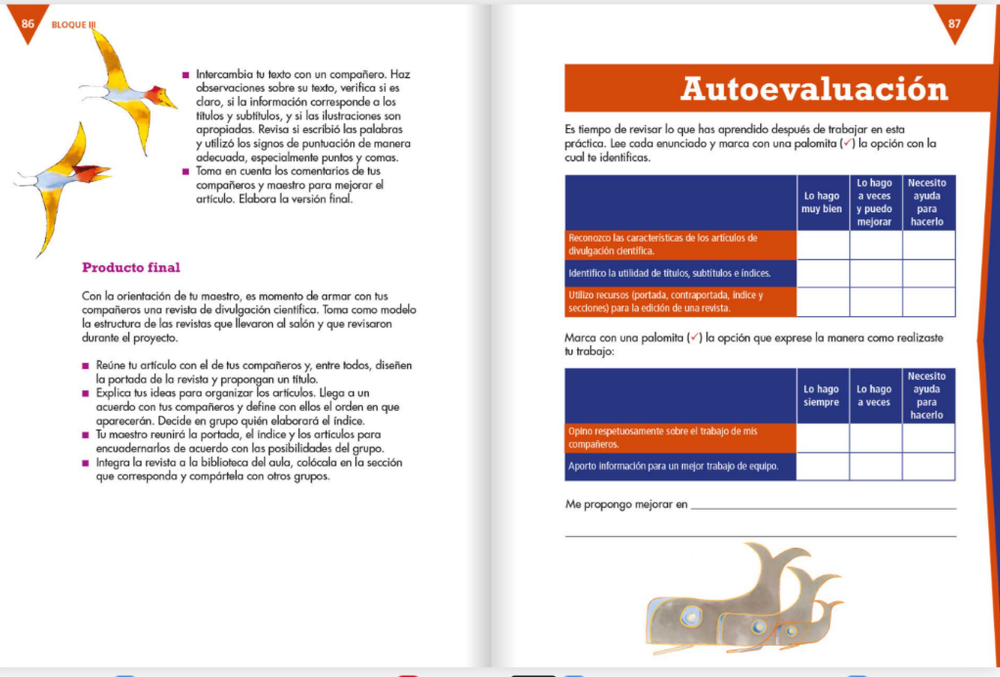 86
BLOQUE III
Intercambia tu texto con un compañero. Haz
observaciones sobre su texto, verifica si es
claro, si la información corresponde a los
títulos y subtítulos, y si las ilustraciones son
apropiadas. Revisa si escribió las palabras
y utilizó los signos de puntuación de manera
adecuada, especialmente puntos y comas.
Toma en cuenta los comentarios de tus
compañeros y maestro para mejorar el
artículo. Elabora la versión final.
Producto final
Con la orientación de tu maestro, es momento de armar con tus
compañeros una revista de divulgación científica. Toma como modelo
la estructura de las revistas que llevaron al salón y que revisaron
durante el proyecto.
Reúne tu artículo con el de tus compañeros y, entre todos, diseñen
la portada de la revista y propongan un título.
Explica tus ideas para organizar los artículos. Llega a un
acuerdo con tus compañeros y define con ellos el orden en que
aparecerán. Decide en grupo quién elaborará el índice.
Tu maestro reunirá la portada, el índice y los artículos para
encuadernarlos de acuerdo con las posibilidades del grupo.
Integra la revista a la biblioteca del aula, colócala en la sección
que corresponda y compártela con otros grupos.
87
Autoevaluación
Es tiempo de revisar lo que has aprendido después de trabajar en esta
práctica. Lee cada enunciado y marca con una palomita (✓) la opción con la
cual te identificas.
Lo hago
muy bien
Lo hago
a veces
y puedo
mejorar
Necesito
ayuda
para
hacerlo
Reconozco las características de los artículos de
divulgación científica.
Identifico la utilidad de títulos, subtítulos e índices.
Utilizo recursos (portada, contraportada, índice y
secciones) para la edición de una revista.
Marca con una palomita (✓) la opción que exprese la manera como realizaste
tu trabajo:
Lo hago
siempre
Lo hago
a veces
Necesito
ayuda
para
hacerlo
Opino respetuosamente sobre el trabajo de mis
compañeros.
Aporto información para un mejor trabajo de equipo.
Me propongo mejorar en